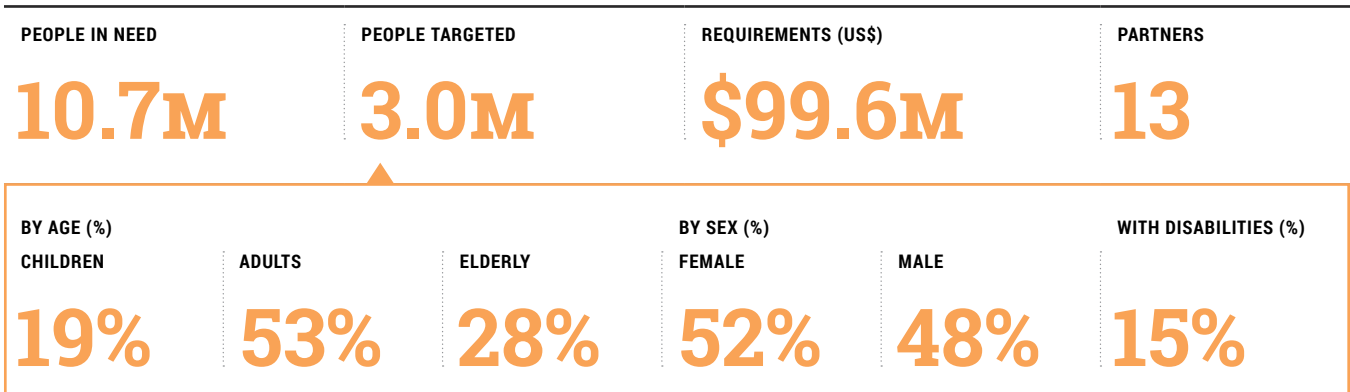 PEOPLE IN NEED PEOPLE TARGETED REQUIREMENTS (US$) PARTNERS
10.7M 3.0M $99.6M 13
BY AGE (%) BY SEX (%) WITH DISABILITIES (%)
CHILDREN ADULTS ELDERLY FEMALE MALE
19% 53% 28% 52% 48% 15%